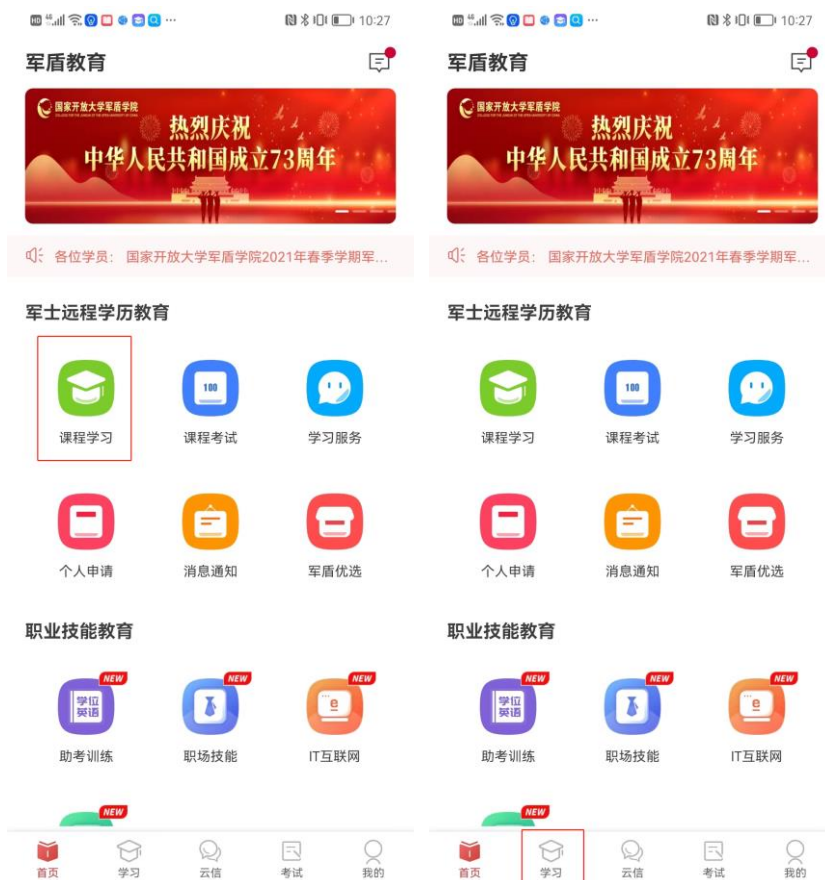 HD 46 10:27
军盾教育
国家开放大学军盾学院
热烈庆祝
中华人民共和国成立73周年
各位学员: 国家开放大学军盾学院2021年春季学期军...
军士远程学历教育
100
课程学习 课程考试 学习服务
个人申请 消息通知 军盾优选
职业技能教育
NEW NEW NEW
学位
英语
e
助考训练 职场技能 IT互联网
NEW
首页 学习 云信 考试 我的
HD 46 10:27
军盾教育
国家开放大学军盾学院
热烈庆祝
中华人民共和国成立73周年
各位学员: 国家开放大学军盾学院2021年春季学期军...
军士远程学历教育
100
课程学习 课程考试 学习服务
个人申请 消息通知 军盾优选
职业技能教育
NEW NEW NEW
学位
英语
e
助考训练 职场技能 IT互联网
NEW
首页 学习 云信 考试 我的